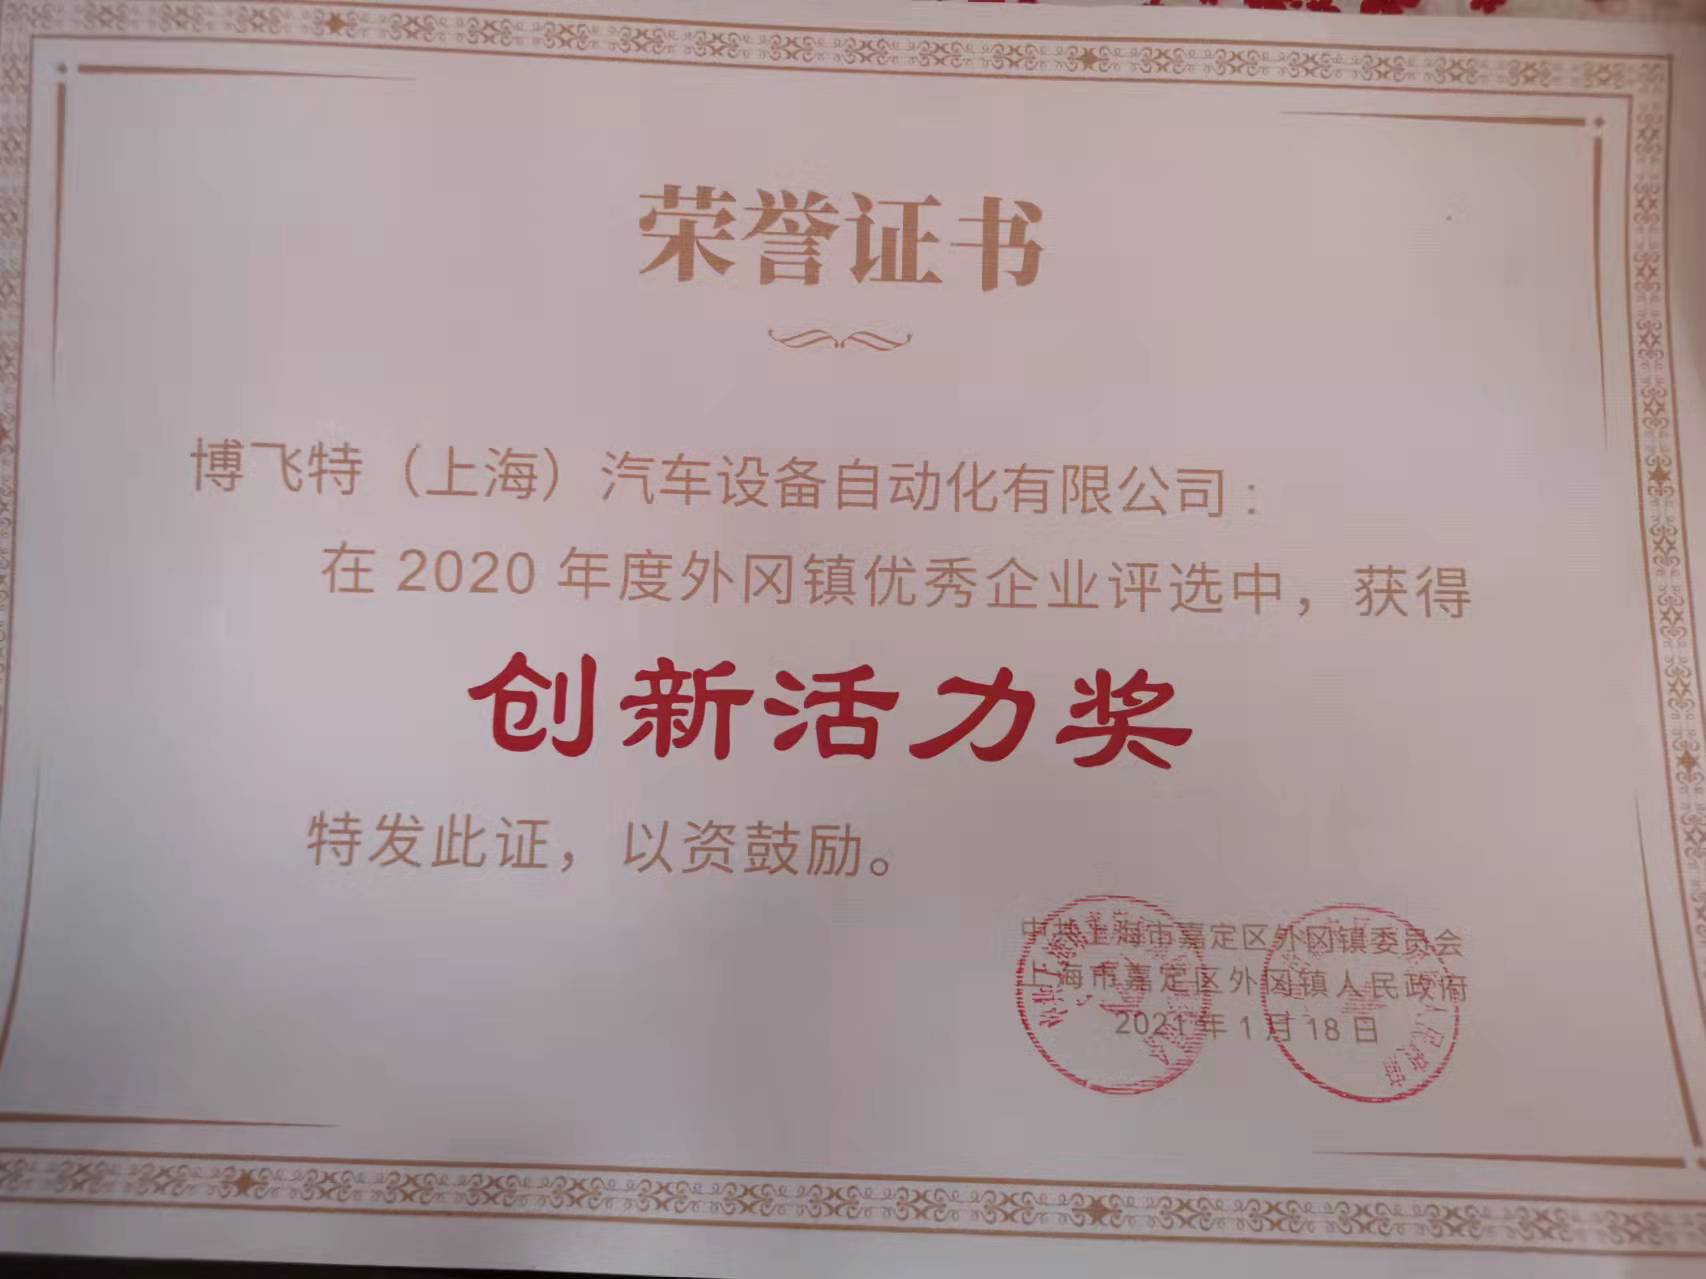 荣誉证书
博飞特（上海）汽车设备自动化有限公司：
在 2020 年度外冈镇优秀企业评选中，获得
创新活力奖
特发此证，以资鼓励。
中共上海市嘉定区外冈镇委员会
上海市嘉定区外冈镇人民政府
2021 年 1 月 18 日